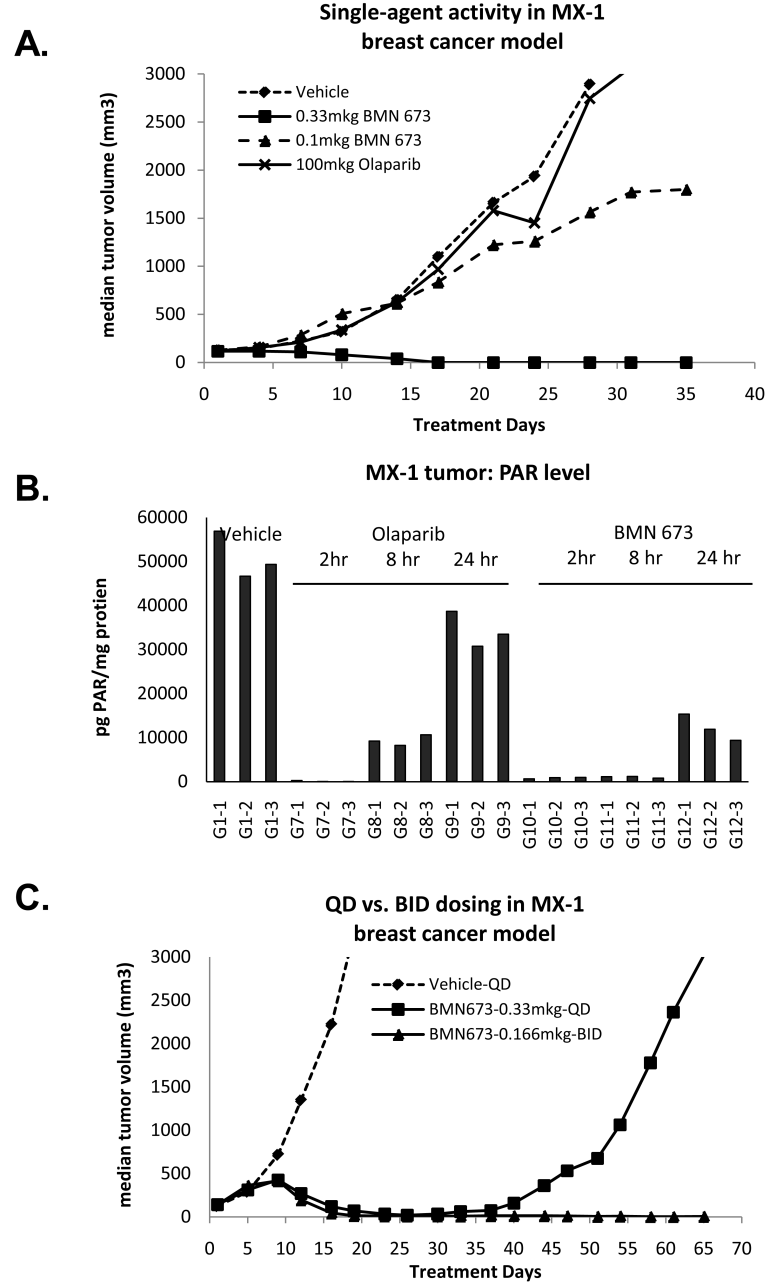 A.
Single-agent activity in MX-1
breast cancer model
median tumor volume (mm3)
3000
2500
2000
1500
1000
500
0
Vehicle
0.33mkg BMN 673
0.1mkg BMN 673
100mkg Olaparib
0 5 10 15 20 25 30 35 40
Treatment Days
B.
MX-1 tumor: PAR level
pg PAR/mg protien
60000
50000
40000
30000
20000
10000
0
Vehicle Olaparib BMN 673
2hr 8 hr 24 hr 2hr 8 hr 24 hr
G1-1 G1-2 G1-3 G7-1 G7-2 G7-3 G8-1 G8-2 G8-3 G9-1 G9-2 G9-3 G10-1 G10-2 G10-3 G11-1 G11-2 G11-3 G12-1 G12-2 G12-3
C.
QD vs. BID dosing in MX-1
breast cancer model
median tumor volume (mm3)
3000
2500
2000
1500
1000
500
0
Vehicle-QD
BMN673-0.33mkg-QD
BMN673-0.166mkg-BID
0 5 10 15 20 25 30 35 40 45 50 55 60 65 70
Treatment Days